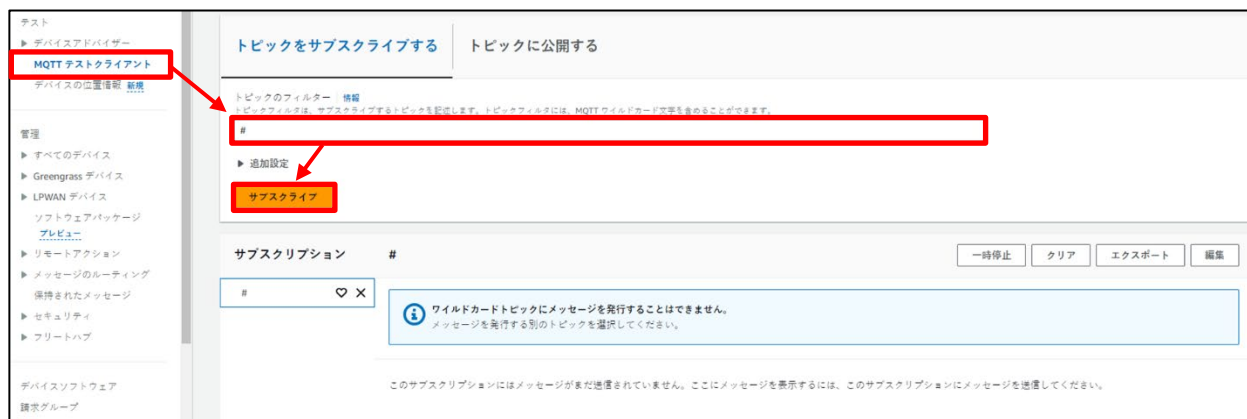 テスト
▶ デバイスアドバイザー
MQTT テストクライアント
デバイスの位置情報 新規
管理
▶ すべてのデバイス
▶ Greengrass デバイス
▶ LPWAN デバイス
ソフトウェアパッケージ
プレビュー
▶ リモートアクション
▶ メッセージのルーティング
保持されたメッセージ
▶ セキュリティ
▶ フリートハブ
デバイスソフトウェア
請求グループ
トピックをサブスクライブする
トピックに公開する
トピックのフィルター 情報
トピックフィルタは、サブスクライブするトピックを記述します。トピックフィルタには、MQTT ワイルドカード文字を含めることができます。
#
▶ 追加設定
サブスクライブ
サブスクリプション
#
一時停止
クリア
エクスポート
編集
#
ワイルドカードトピックにメッセージを発行することはできません。
メッセージを発行する別のトピックを選択してください。
このサブスクリプションにはメッセージがまだ送信されていません。ここにメッセージを表示するには、このサブスクリプションにメッセージを送信してください。